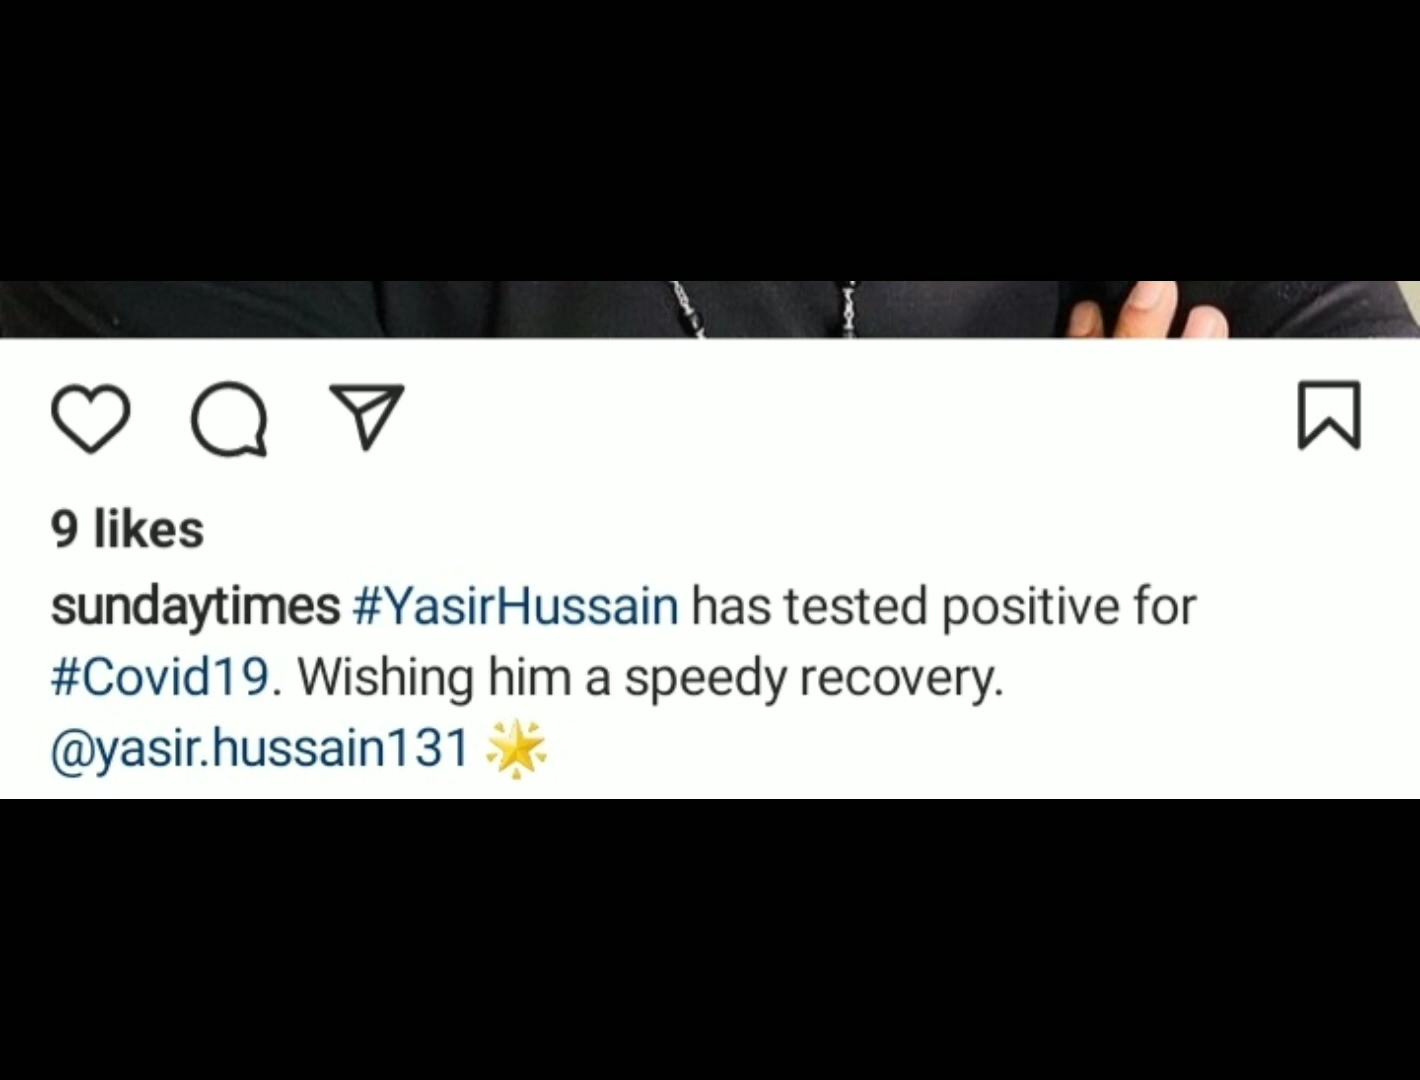 9 likes
sundaytimes #YasirHussain has tested positive for
#Covid19. Wishing him a speedy recovery.
@yasir.hussain131 🌟